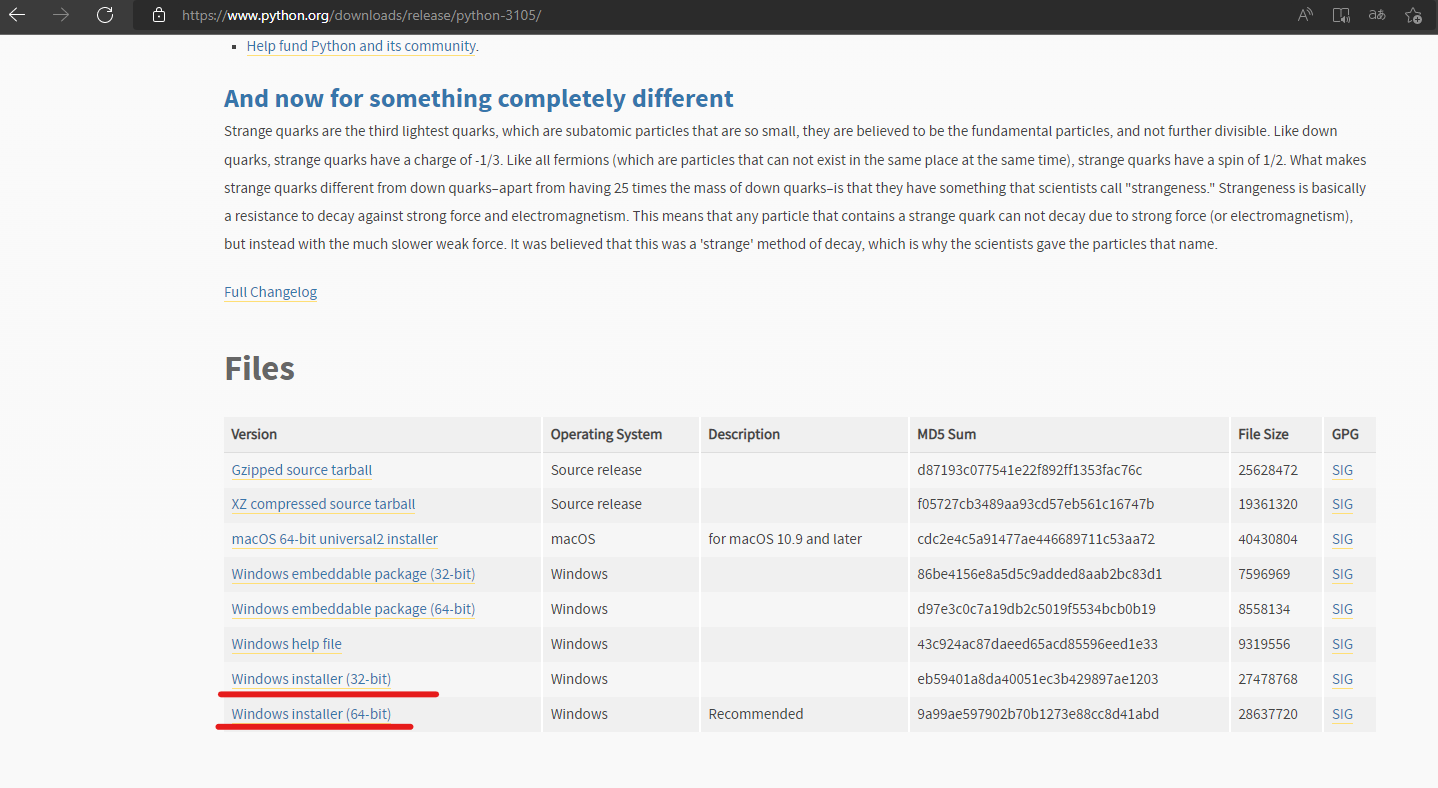 https://www.python.org/downloads/release/python-3105/
Help fund Python and its community.
And now for something completely different
Strange quarks are the third lightest quarks, which are subatomic particles that are so small, they are believed to be the fundamental particles, and not further divisible. Like down
quarks, strange quarks have a charge of -1/3. Like all fermions (which are particles that can not exist in the same place at the same time), strange quarks have a spin of 1/2. What makes
strange quarks different from down quarks–apart from having 25 times the mass of down quarks–is that they have something that scientists call "strangeness." Strangeness is basically
a resistance to decay against strong force and electromagnetism. This means that any particle that contains a strange quark can not decay due to strong force (or electromagnetism),
but instead with the much slower weak force. It was believed that this was a 'strange' method of decay, which is why the scientists gave the particles that name.
Full Changelog
Files
Version Operating System Description MD5 Sum File Size GPG
Gzipped source tarball Source release d87193c077541e22f892ff1353fac76c 25628472 SIG
XZ compressed source tarball Source release f05727cb3489aa93cd57eb561c16747b 19361320 SIG
macOS 64-bit universal2 installer macOS for macOS 10.9 and later cdc2e4c5a91477ae446689711c53aa72 40430804 SIG
Windows embeddable package (32-bit) Windows 86be4156e8a5d5c9added8aab2bc83d1 7596969 SIG
Windows embeddable package (64-bit) Windows d97e3c0c7a19db2c5019f5534bcb0b19 8558134 SIG
Windows help file Windows 43c924ac87daeed65acd85596eed1e33 9319556 SIG
Windows installer (32-bit) Windows eb59401a8da40051ec3b429897ae1203 27478768 SIG
Windows installer (64-bit) Windows Recommended 9a99ae597902b70b1273e88cc8d41abd 28637720 SIG